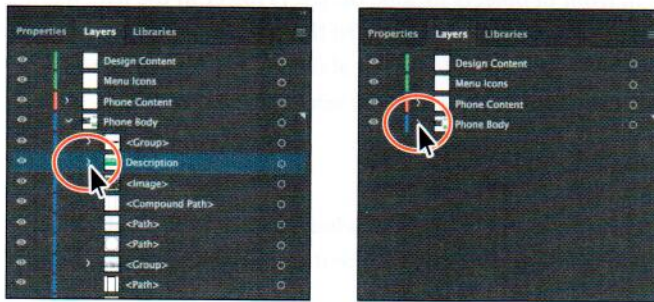 Properties Layers Libraries
Design Content
Menu Icons
Phone Content
Phone Body
<Group>
Description
<Image>
<Compound Path>
<Path>
<Path>
<Group>
<Path>
Properties Layers Libraries
Design Content
Menu Icons
Phone Content
Phone Body